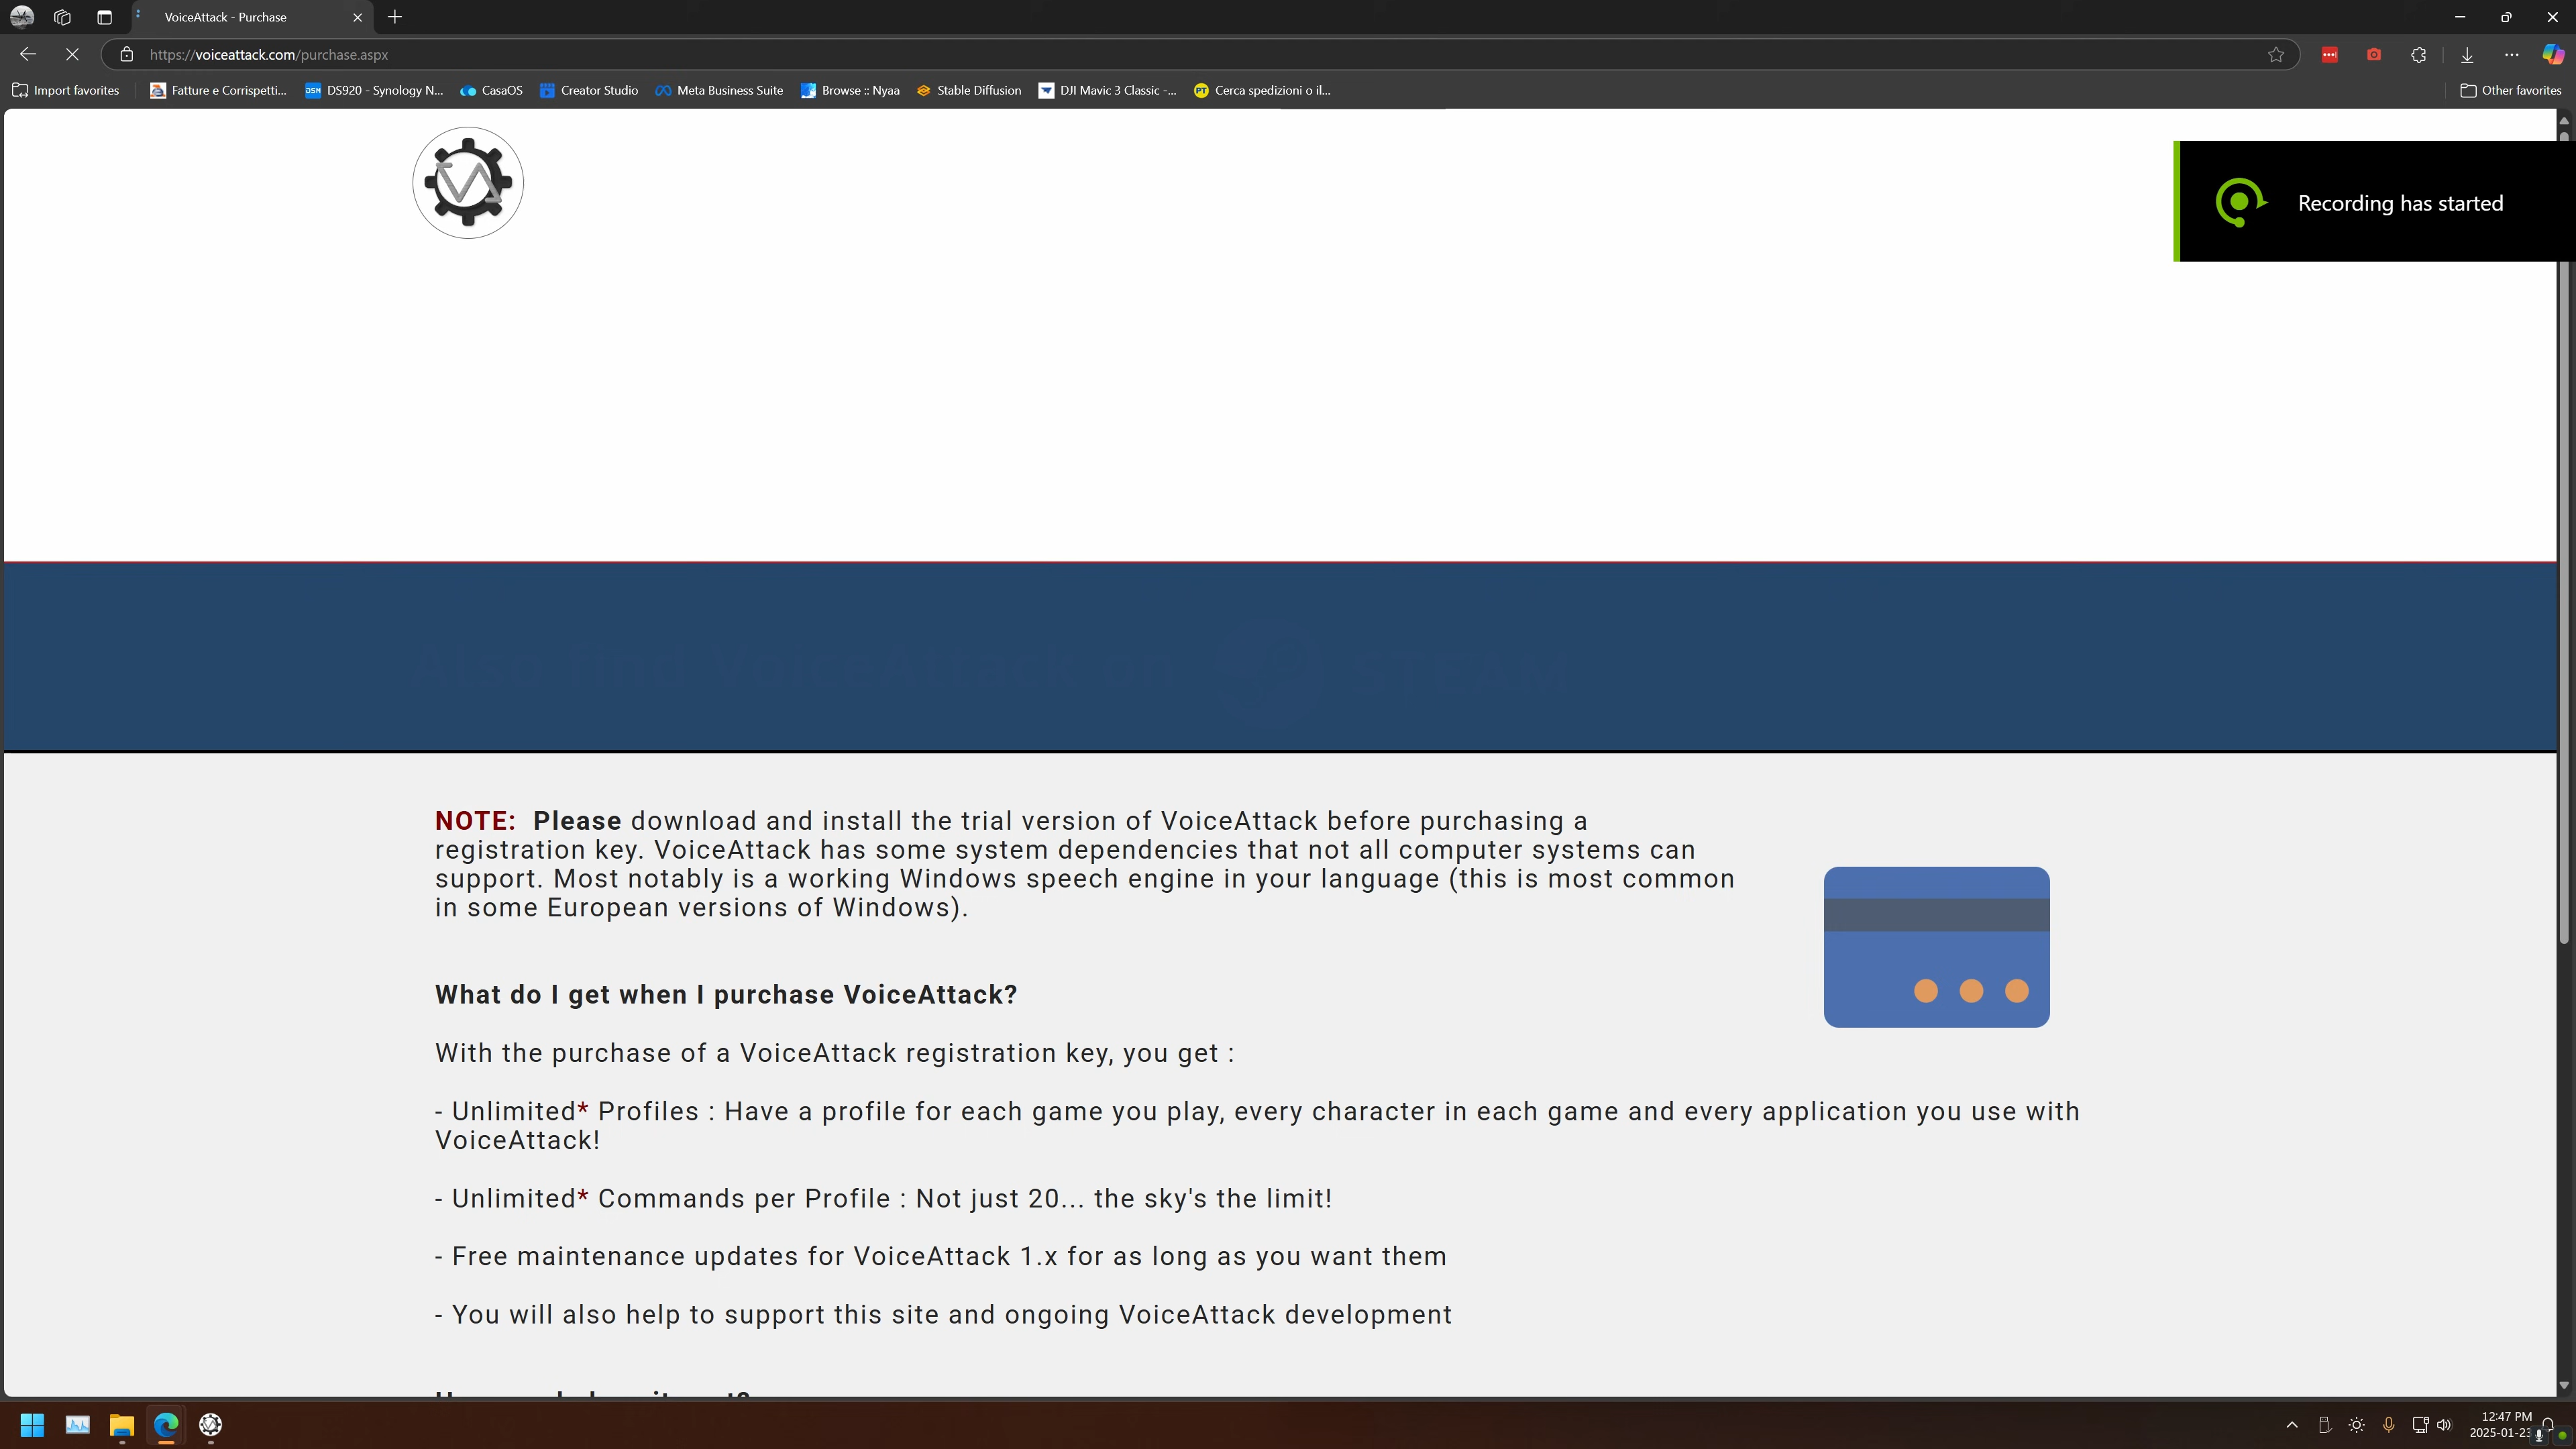 VoiceAttack - Purchase
https://voiceattack.com/purchase.aspx
Import favorites
Fatture e Corrispetti...
DSM
DS920 - Synology N...
CasaOS
Creator Studio
Meta Business Suite
Browse :: Nyaa
Stable Diffusion
DJI Mavic 3 Classic -...
PT
Cerca spedizioni o il...
Other favorites
VA
Recording has started
NOTE: Please download and install the trial version of VoiceAttack before purchasing a
registration key. VoiceAttack has some system dependencies that not all computer systems can
support. Most notably is a working Windows speech engine in your language (this is most common
in some European versions of Windows).
What do I get when I purchase VoiceAttack?
With the purchase of a VoiceAttack registration key, you get :
- Unlimited* Profiles : Have a profile for each game you play, every character in each game and every application you use with
VoiceAttack!
- Unlimited* Commands per Profile : Not just 20... the sky's the limit!
- Free maintenance updates for VoiceAttack 1.x for as long as you want them
- You will also help to support this site and ongoing VoiceAttack development
12:47 PM
2025-01-23